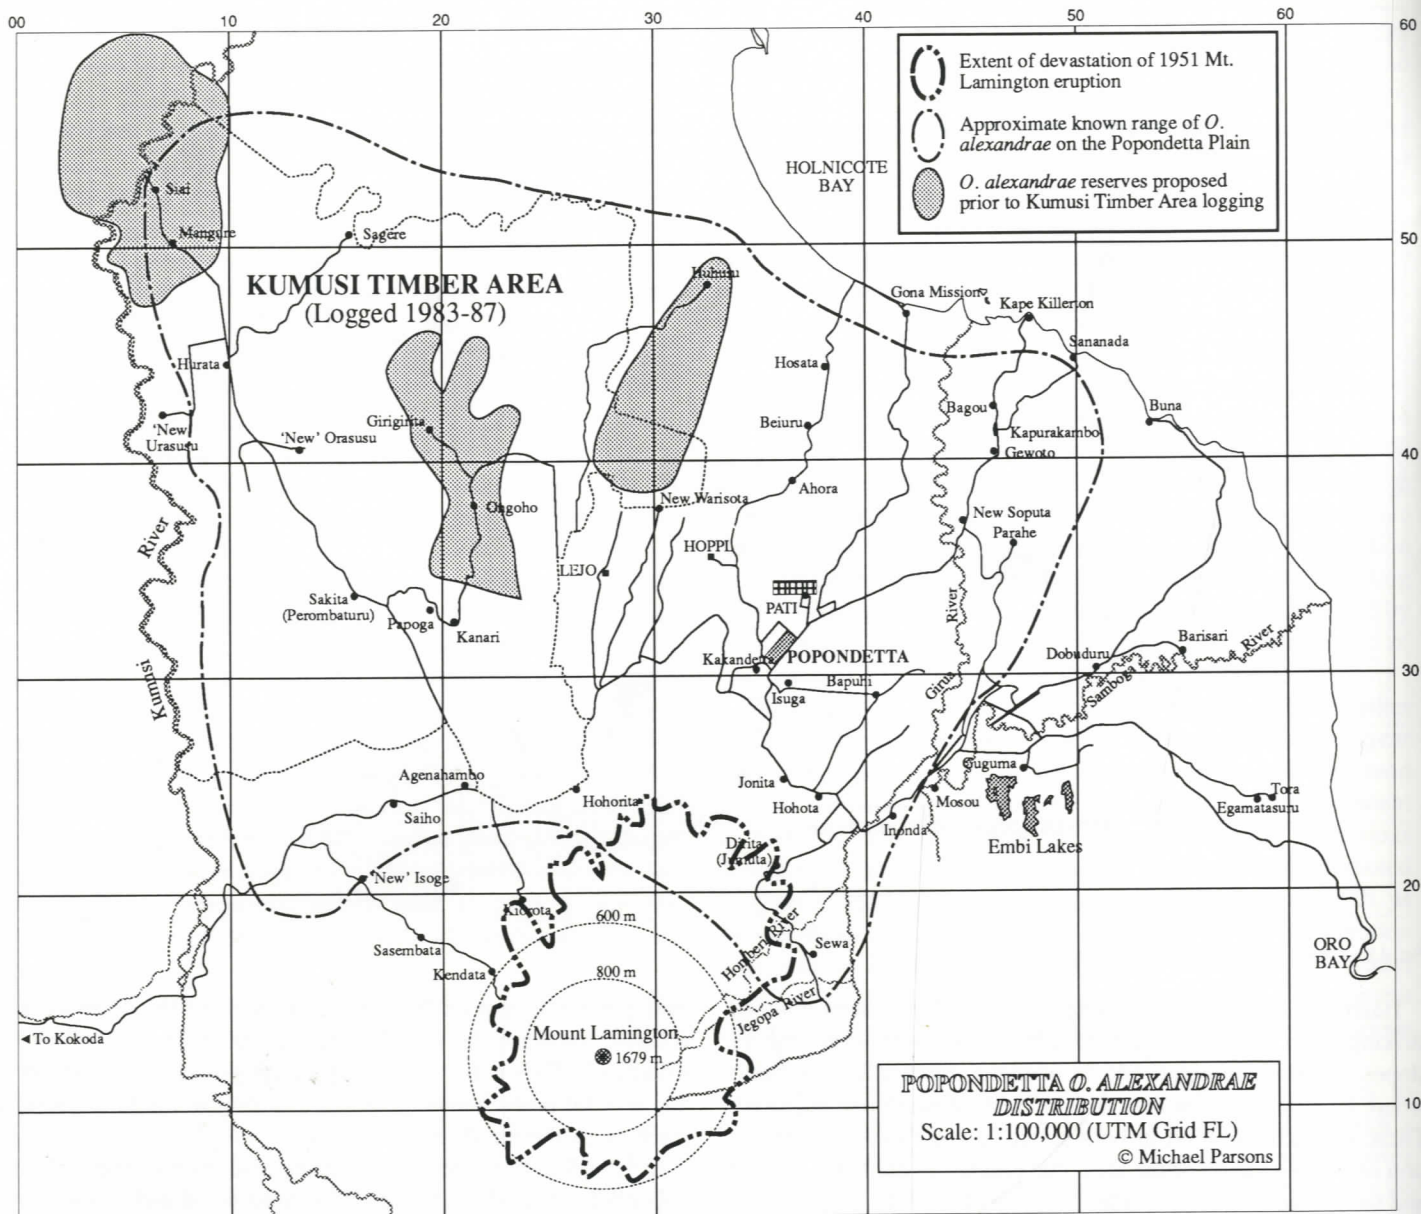 00
10
20
30
40
50
60
60
Extent of devastation of 1951 Mt.
Lamington eruption
Approximate known range of O.
alexandrae on the Popondetta Plain
O. alexandrae reserves proposed
prior to Kumusi Timber Area logging
HOLNICOTE
BAY
Siai
Mangure
Sagere
50
KUMUSI TIMBER AREA
(Logged 1983-87)
Huhuru
Gona Mission
Kape Killerton
Sananada
Hurata
Hosata
'New'
Urasusu
Girigirita
'New' Orasusu
Beiuru
Bagou
Kapurakambo
Gewoto
Buna
40
Ahora
Ongoho
New Warisota
New Soputa
Parahe
River
HOPPL
LEJO
PATI
River
Sakita
(Perombaturu)
Papoga
Kanari
Kumusi
Kakandetta
POPONDETTA
Isuga
Bapuhi
Girua
Dobuduru
Barisari
River
Samboga
30
Agenahambo
Saiho
Hohorita
Jonita
Hohota
Ouguma
Mosou
Inonda
Embi Lakes
Tora
Egamatasuru
Dirita
(Jumuta)
'New' Isoge
20
Kiorota
600 m
Sasembata
Kendata
800 m
Homberi River
Sewa
ORO
BAY
Jegopa River
To Kokoda
Mount Lamington
1679 m
POPONDETTA O. ALEXANDRAE
DISTRIBUTION
Scale: 1:100,000 (UTM Grid FL)
© Michael Parsons
10